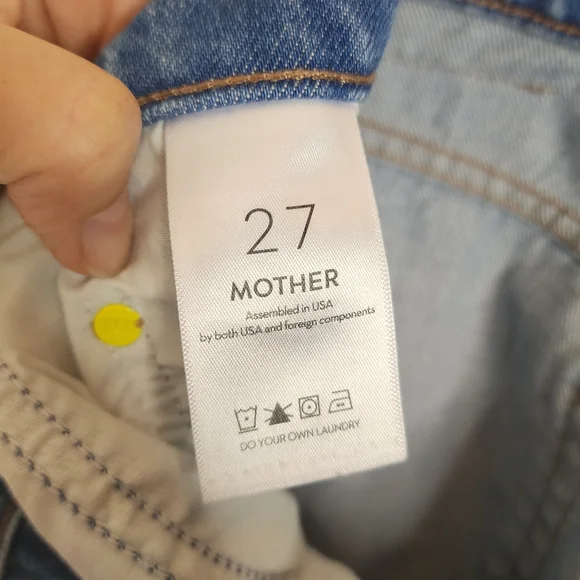 27
MOTHER
Assembled in USA
by both USA and foreign components
DO YOUR OWN LAUNDRY